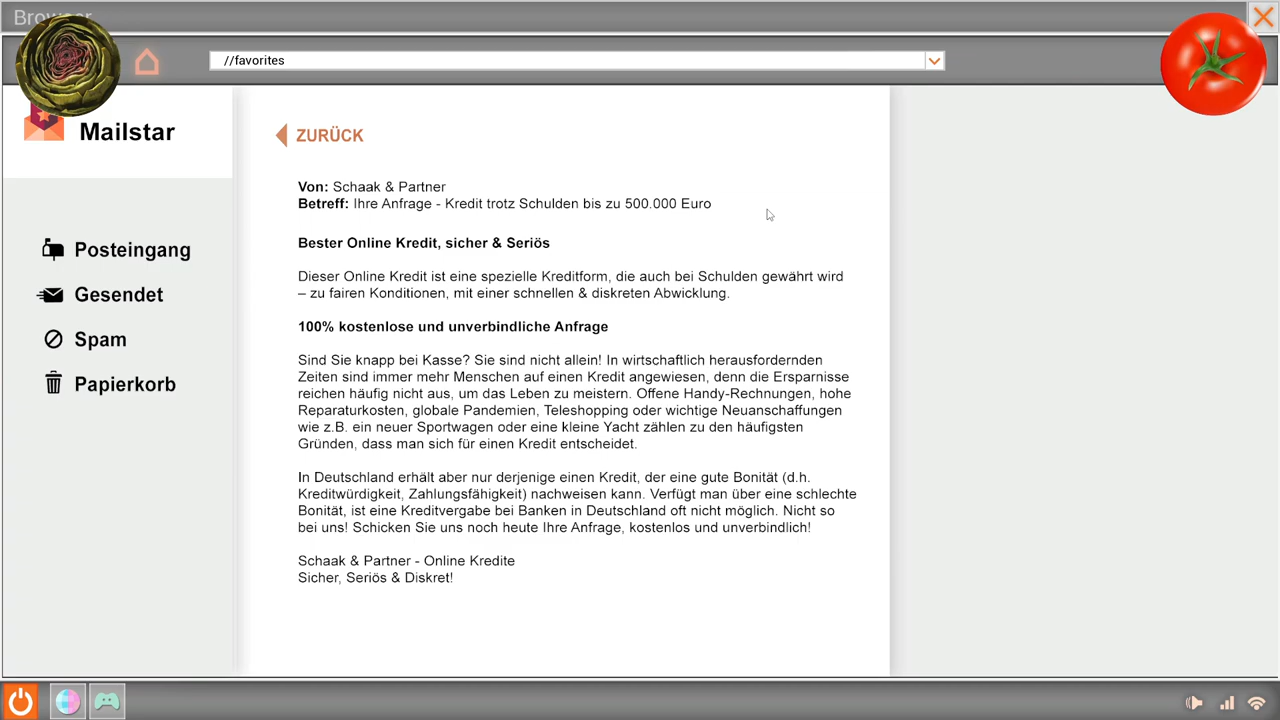 Browser
//favorites
Mailstar
ZURÜCK
Von: Schaak & Partner
Betreff: Ihre Anfrage - Kredit trotz Schulden bis zu 500.000 Euro
Posteingang
Gesendet
Spam
Papierkorb
Bester Online Kredit, sicher & Seriös
Dieser Online Kredit ist eine spezielle Kreditform, die auch bei Schulden gewährt wird
– zu fairen Konditionen, mit einer schnellen & diskreten Abwicklung.
100% kostenlose und unverbindliche Anfrage
Sind Sie knapp bei Kasse? Sie sind nicht allein! In wirtschaftlich herausfordernden
Zeiten sind immer mehr Menschen auf einen Kredit angewiesen, denn die Ersparnisse
reichen häufig nicht aus, um das Leben zu meistern. Offene Handy-Rechnungen, hohe
Reparaturkosten, globale Pandemien, Teleshopping oder wichtige Neuanschaffungen
wie z.B. ein neuer Sportwagen oder eine kleine Yacht zählen zu den häufigsten
Gründen, dass man sich für einen Kredit entscheidet.
In Deutschland erhält aber nur derjenige einen Kredit, der eine gute Bonität (d.h.
Kreditwürdigkeit, Zahlungsfähigkeit) nachweisen kann. Verfügt man über eine schlechte
Bonität, ist eine Kreditvergabe bei Banken in Deutschland oft nicht möglich. Nicht so
bei uns! Schicken Sie uns noch heute Ihre Anfrage, kostenlos und unverbindlich!
Schaak & Partner - Online Kredite
Sicher, Seriös & Diskret!